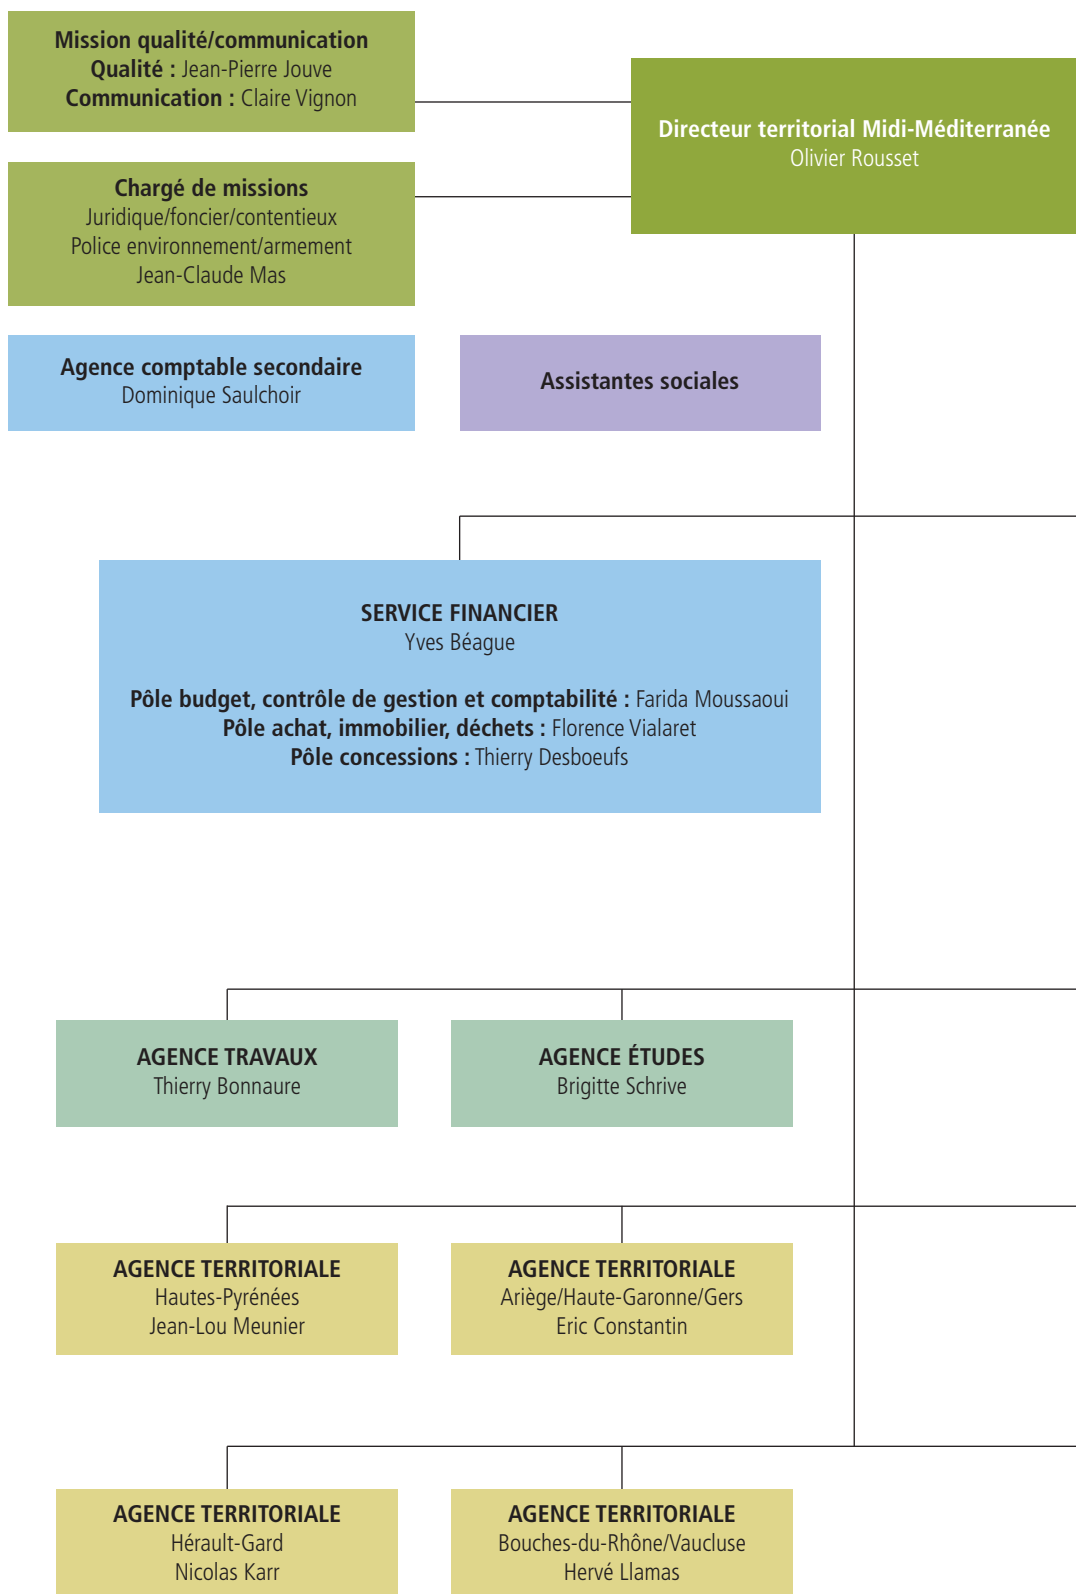 Mission qualité/communication
Qualité : Jean-Pierre Jouve
Communication : Claire Vignon
Directeur territorial Midi-Méditerranée
Olivier Rousset
Chargé de missions
Juridique/foncier/contentieux
Police environnement/armement
Jean-Claude Mas
Agence comptable secondaire
Dominique Saulchoir
Assistantes sociales
SERVICE FINANCIER
Yves Béague
Pôle budget, contrôle de gestion et comptabilité : Farida Moussaoui
Pôle achat, immobilier, déchets : Florence Vialaret
Pôle concessions : Thierry Desboeufs
AGENCE TRAVAUX
Thierry Bonnaure
AGENCE ÉTUDES
Brigitte Schrive
AGENCE TERRITORIALE
Hautes-Pyrénées
Jean-Lou Meunier
AGENCE TERRITORIALE
Ariège/Haute-Garonne/Gers
Eric Constantin
AGENCE TERRITORIALE
Hérault-Gard
Nicolas Karr
AGENCE TERRITORIALE
Bouches-du-Rhône/Vaucluse
Hervé Llamas